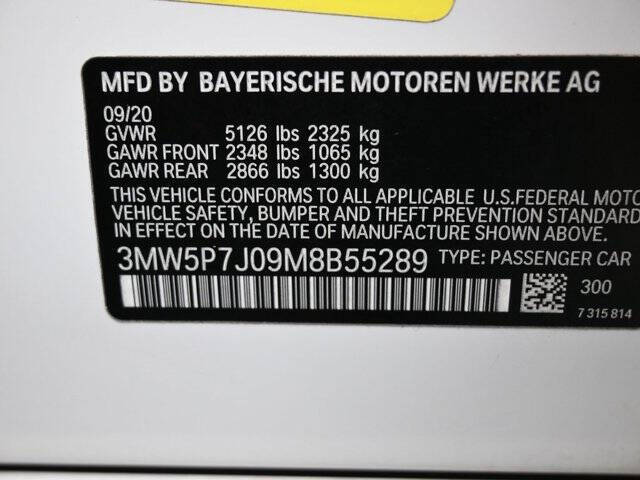 MFD BY BAYERISCHE MOTOREN WERKE AG
09/20
GVWR 5126 lbs 2325 kg
GAWR FRONT 2348 lbs 1065 kg
GAWR REAR 2866 lbs 1300 kg
THIS VEHICLE CONFORMS TO ALL APPLICABLE U.S.FEDERAL MOTO
VEHICLE SAFETY, BUMPER AND THEFT PREVENTION STANDARD
IN EFFECT ON THE DATE OF MANUFACTURE SHOWN ABOVE.
3MW5P7J09M8B55289 TYPE: PASSENGER CAR
300
7 315 814